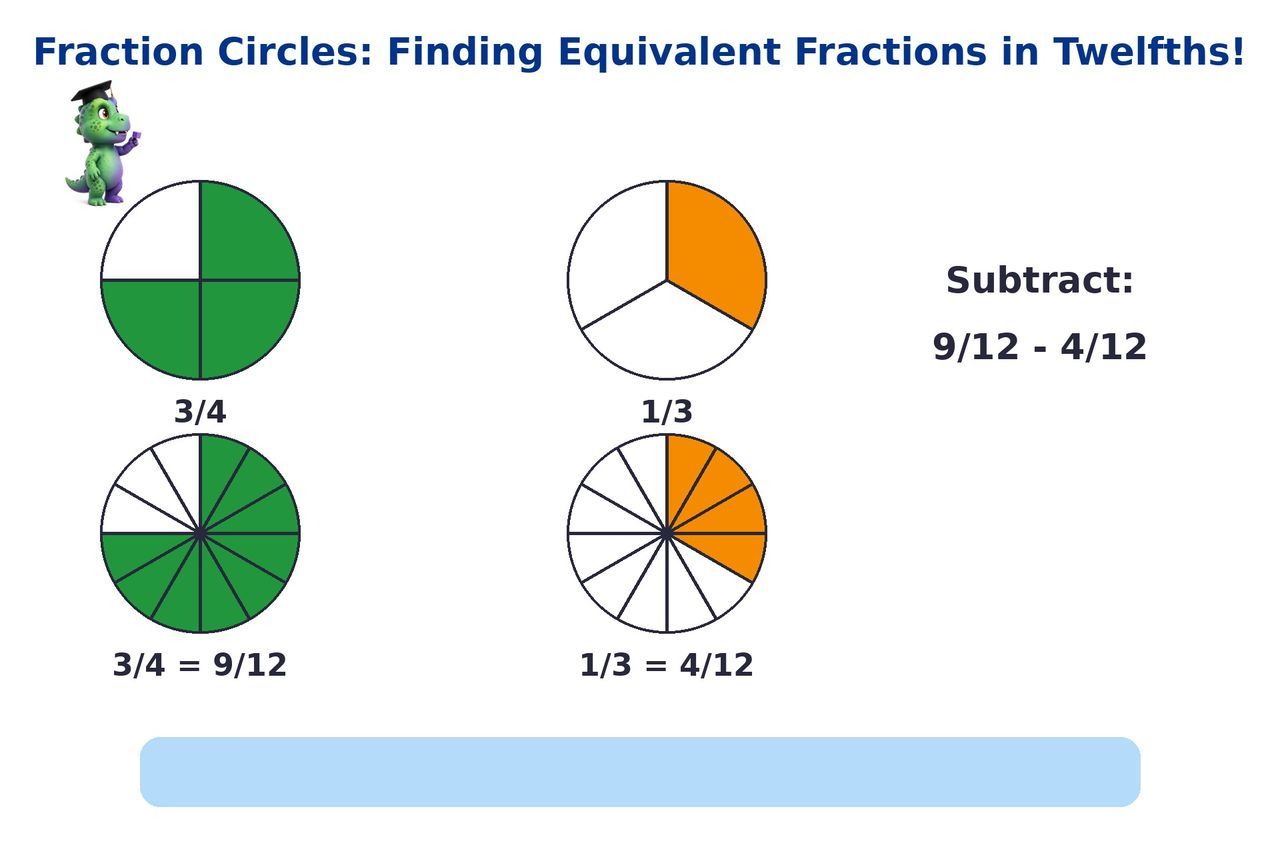 Fraction Circles: Finding Equivalent Fractions in Twelfths!
3/4
1/3
Subtract:
9/12 - 4/12
3/4 = 9/12
1/3 = 4/12